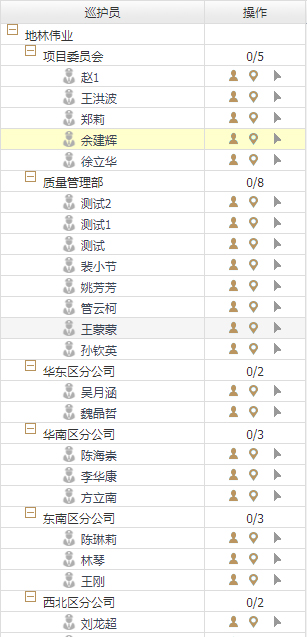 巡护员 操作
地林伟业
项目委员会 0/5
赵1
王洪波
郑莉
余建辉
徐立华
质量管理部 0/8
测试2
测试1
测试
裴小节
姚芳芳
管云柯
王蒙蒙
孙钦英
华东区分公司 0/2
吴月涵
魏晶哲
华南区分公司 0/3
陈海崇
李华康
方立南
东南区分公司 0/3
陈琳莉
林琴
王刚
西北区分公司 0/2
刘龙超